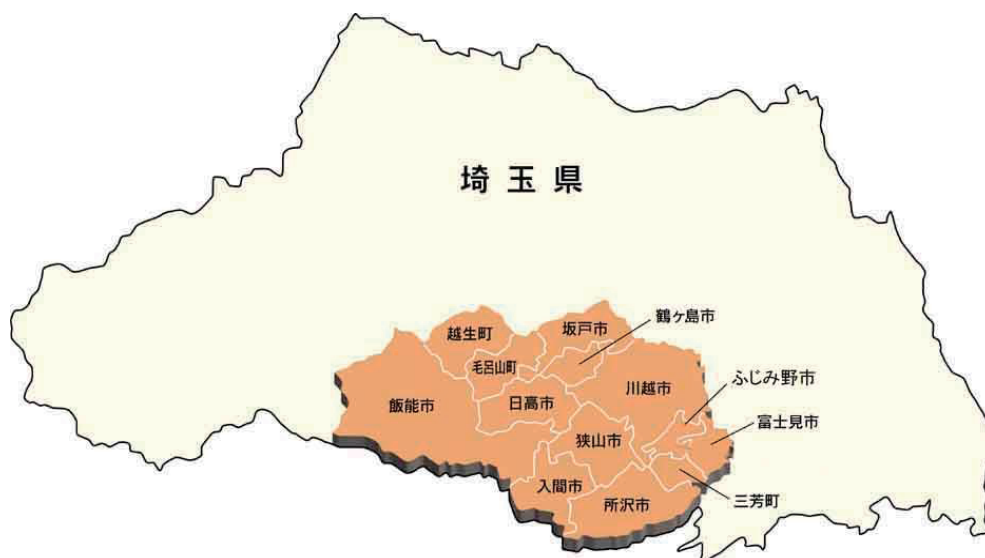 埼玉県
鶴ヶ島市
坂戸市
越生町
毛呂山町
ふじみ野市
川越市
日高市
飯能市
富士見市
狭山市
入間市
三芳町
所沢市